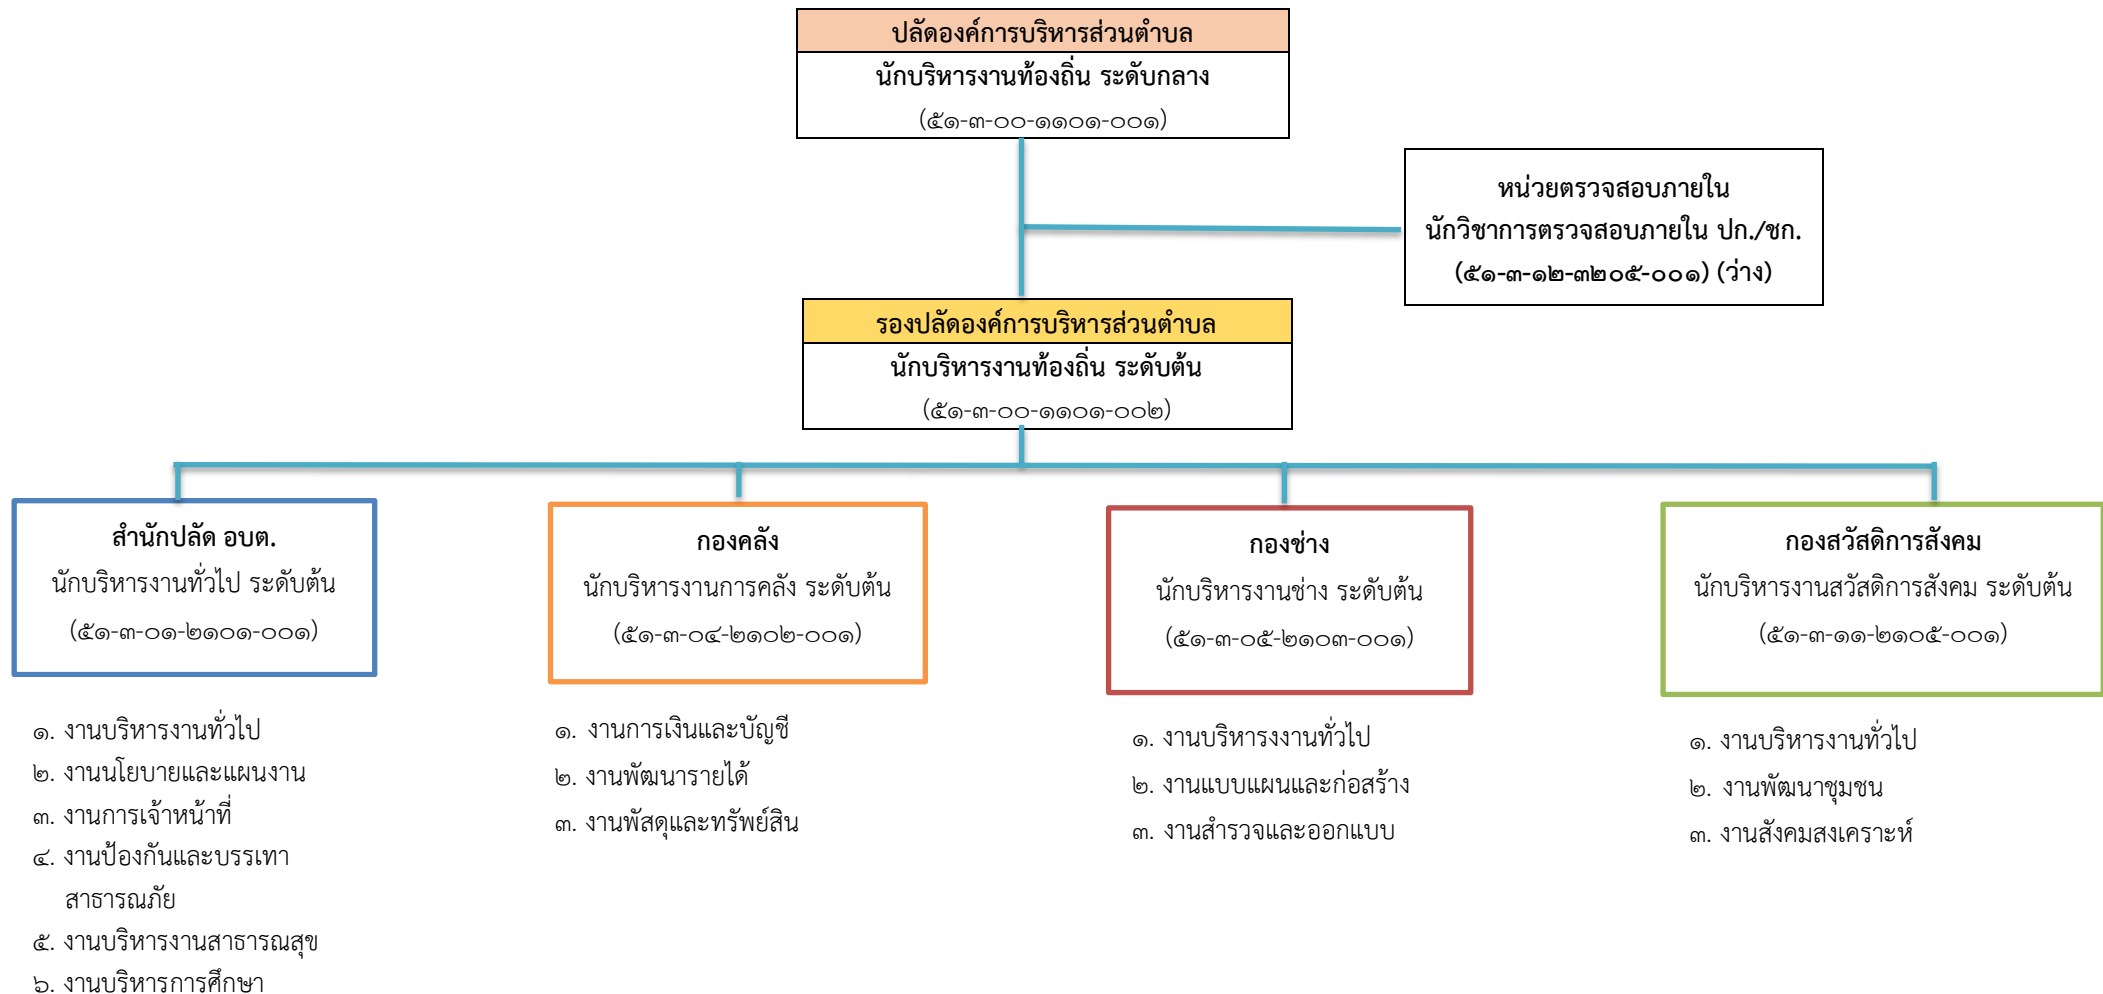 ปลัดองค์การบริหารส่วนตำบล
นักบริหารงานท้องถิ่น ระดับกลาง
(๕๑-๓-๐๐-๑๑๐๑-๐๐๑)
หน่วยตรวจสอบภายใน
นักวิชาการตรวจสอบภายใน ปก./ชก.
(๕๑-๓-๑๒-๓๒๐๕-๐๐๑) (ว่าง)
รองปลัดองค์การบริหารส่วนตำบล
นักบริหารงานท้องถิ่น ระดับต้น
(๕๑-๓-๐๐-๑๑๐๑-๐๐๒)
สำนักปลัด อบต.
นักบริหารงานทั่วไป ระดับต้น
(๕๑-๓-๐๑-๒๑๐๑-๐๐๑)
๑. งานบริหารงานทั่วไป
๒. งานนโยบายและแผนงาน
๓. งานการเจ้าหน้าที่
๔. งานป้องกันและบรรเทา
สาธารณภัย
๕. งานบริหารงานสาธารณสุข
๖. งานบริหารการศึกษา
กองคลัง
นักบริหารงานการคลัง ระดับต้น
(๕๑-๓-๐๔-๒๑๐๒-๐๐๑)
๑. งานการเงินและบัญชี
๒. งานพัฒนารายได้
๓. งานพัสดุและทรัพย์สิน
กองช่าง
นักบริหารงานช่าง ระดับต้น
(๕๑-๓-๐๕-๒๑๐๓-๐๐๑)
๑. งานบริหารงงานทั่วไป
๒. งานแบบแผนและก่อสร้าง
๓. งานสำรวจและออกแบบ
กองสวัสดิการสังคม
นักบริหารงานสวัสดิการสังคม ระดับต้น
(๕๑-๓-๑๑-๒๑๐๕-๐๐๑)
๑. งานบริหารงานทั่วไป
๒. งานพัฒนาชุมชน
๓. งานสังคมสงเคราะห์